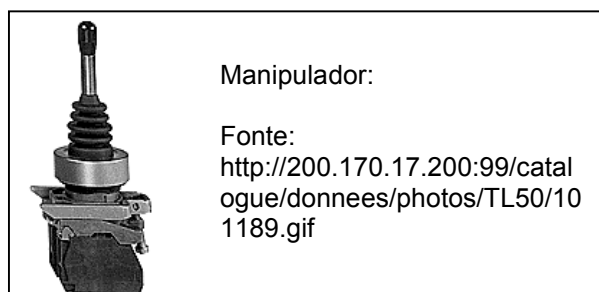 Manipulador:
Fonte:
http://200.170.17.200:99/catal
ogue/donnees/photos/TL50/10
1189.gif